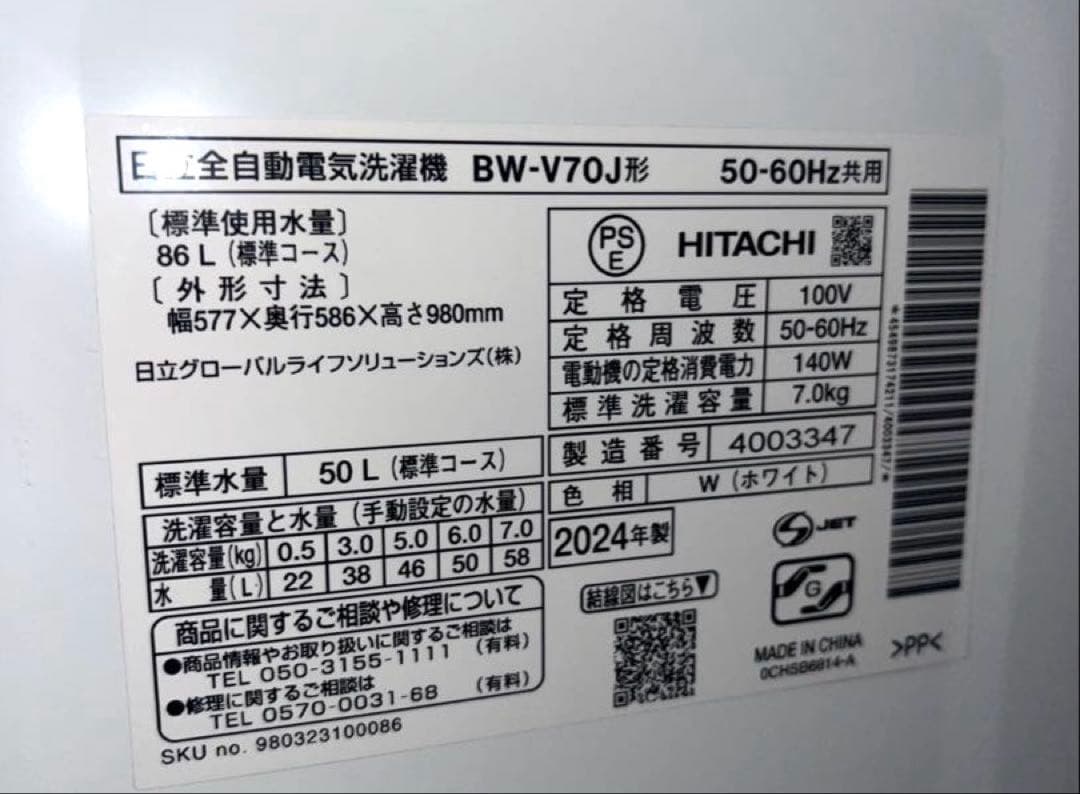 日立全自動電気洗濯機 BW-V70J形 50-60Hz共用
〔標準使用水量〕
86 L (標準コース)
〔外形寸法〕
幅577×奥行586×高さ980mm
日立グローバルライフソリューションズ(株)
PS
E
HITACHI
定格電圧 100V
定格周波数 50-60Hz
電動機の定格消費電力 140W
標準洗濯容量 7.0kg
製造番号 4003347
色相 W (ホワイト)
2024年製
標準水量 50 L (標準コース)
洗濯容量と水量 (手動設定の水量)
洗濯容量(kg) 0.5 3.0 5.0 6.0 7.0
水量(L) 22 38 46 50 58
商品に関するご相談や修理について
●商品情報やお取り扱いに関するご相談は
TEL 050-3155-1111 (有料)
●修理に関するご相談は
TEL 0570-0031-68 (有料)
SKU no. 980323100086
結線図はこちら▼
S JET
G
MADE IN CHINA
0CHSB6814-A
>PP<